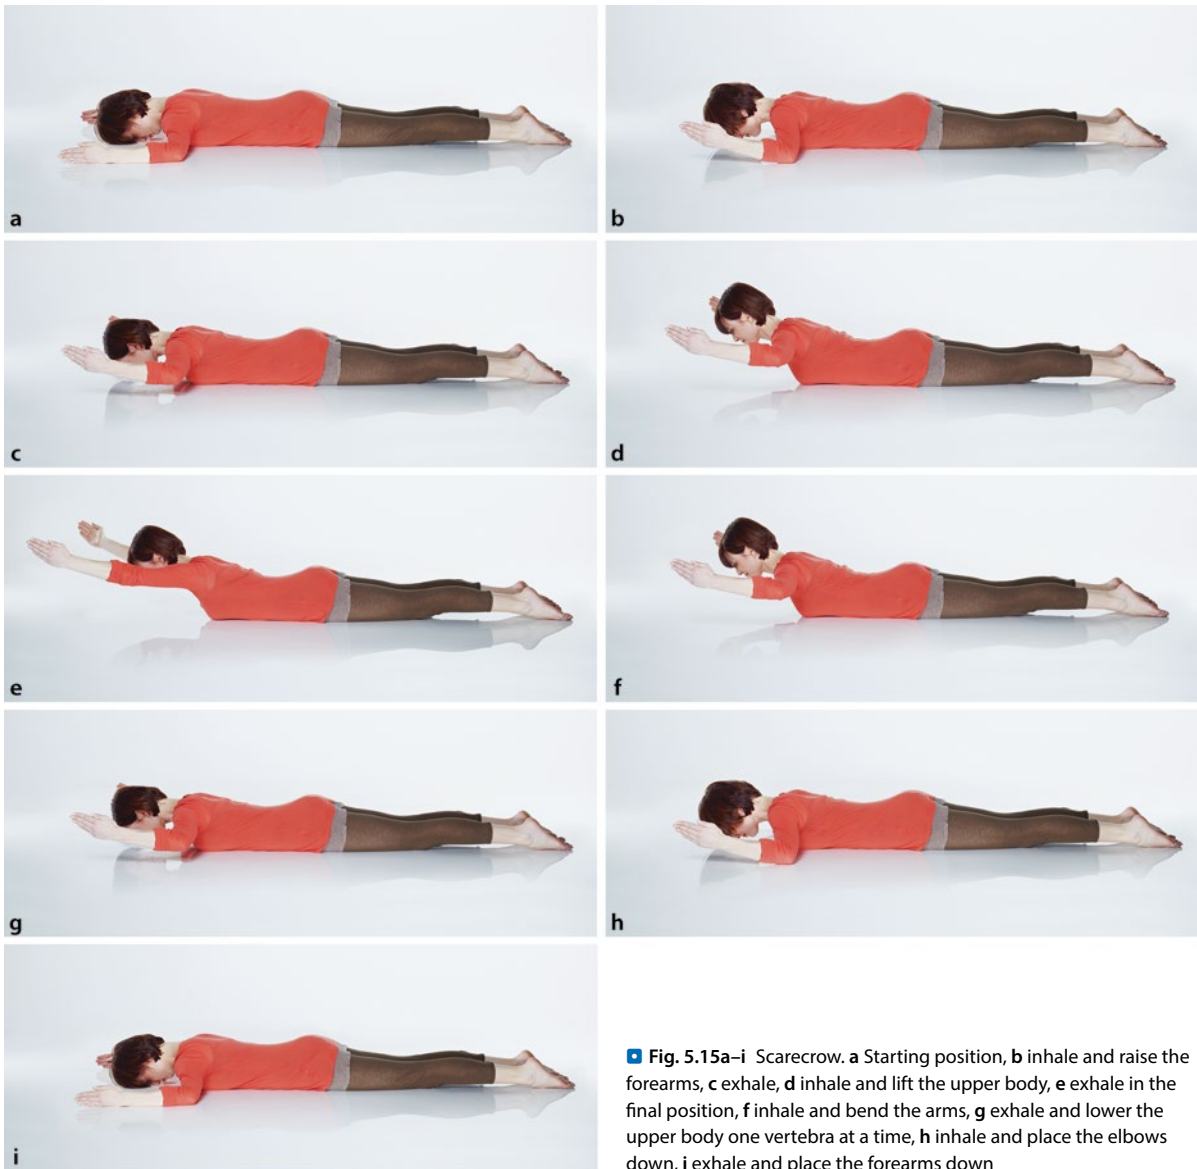 a
b
c
d
e
f
g
h
i
Fig. 5.15a–i Scarecrow. a Starting position, b inhale and raise the
forearms, c exhale, d inhale and lift the upper body, e exhale in the
final position, f inhale and bend the arms, g exhale and lower the
upper body one vertebra at a time, h inhale and place the elbows
down, i exhale and place the forearms down